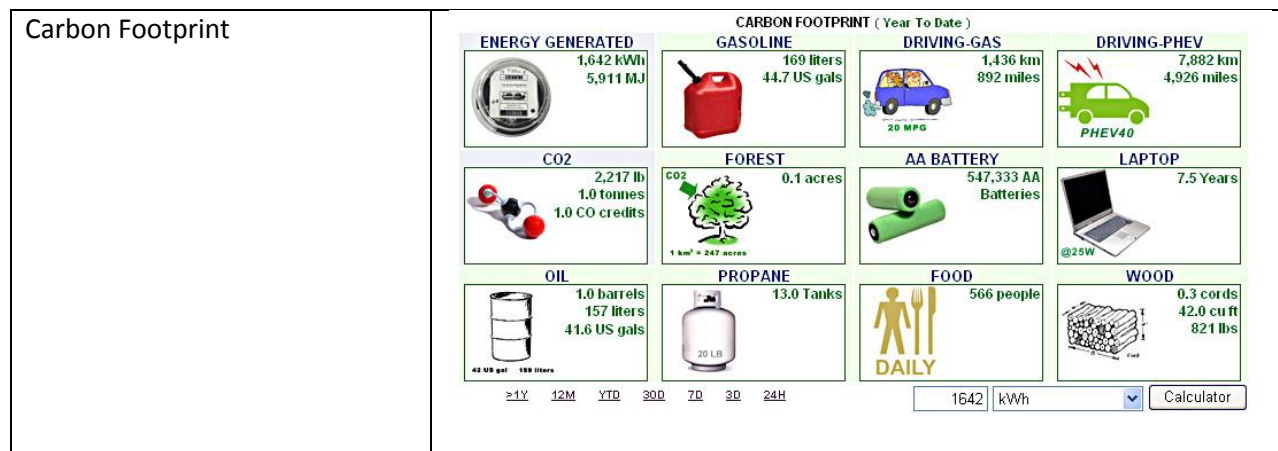 Carbon Footprint
CARBON FOOTPRINT ( Year To Date )
ENERGY GENERATED
1,642 kWh
5,911 MJ
GASOLINE
169 liters
44.7 US gals
DRIVING-GAS
1,436 km
892 miles
20 MPG
DRIVING-PHEV
7,882 km
4,926 miles
PHEV40
CO2
2,217 lb
1.0 tonnes
1.0 CO credits
FOREST
CO2
0.1 acres
1 km² = 247 acres
AA BATTERY
547,333 AA
Batteries
LAPTOP
7.5 Years
@25W
OIL
1.0 barrels
157 liters
41.6 US gals
42 US gal 159 liters
PROPANE
13.0 Tanks
20 LB
FOOD
566 people
DAILY
WOOD
0.3 cords
42.0 cu ft
821 lbs
Cord
>1Y 12M YTD 30D 7D 3D 24H
1642 kWh Calculator